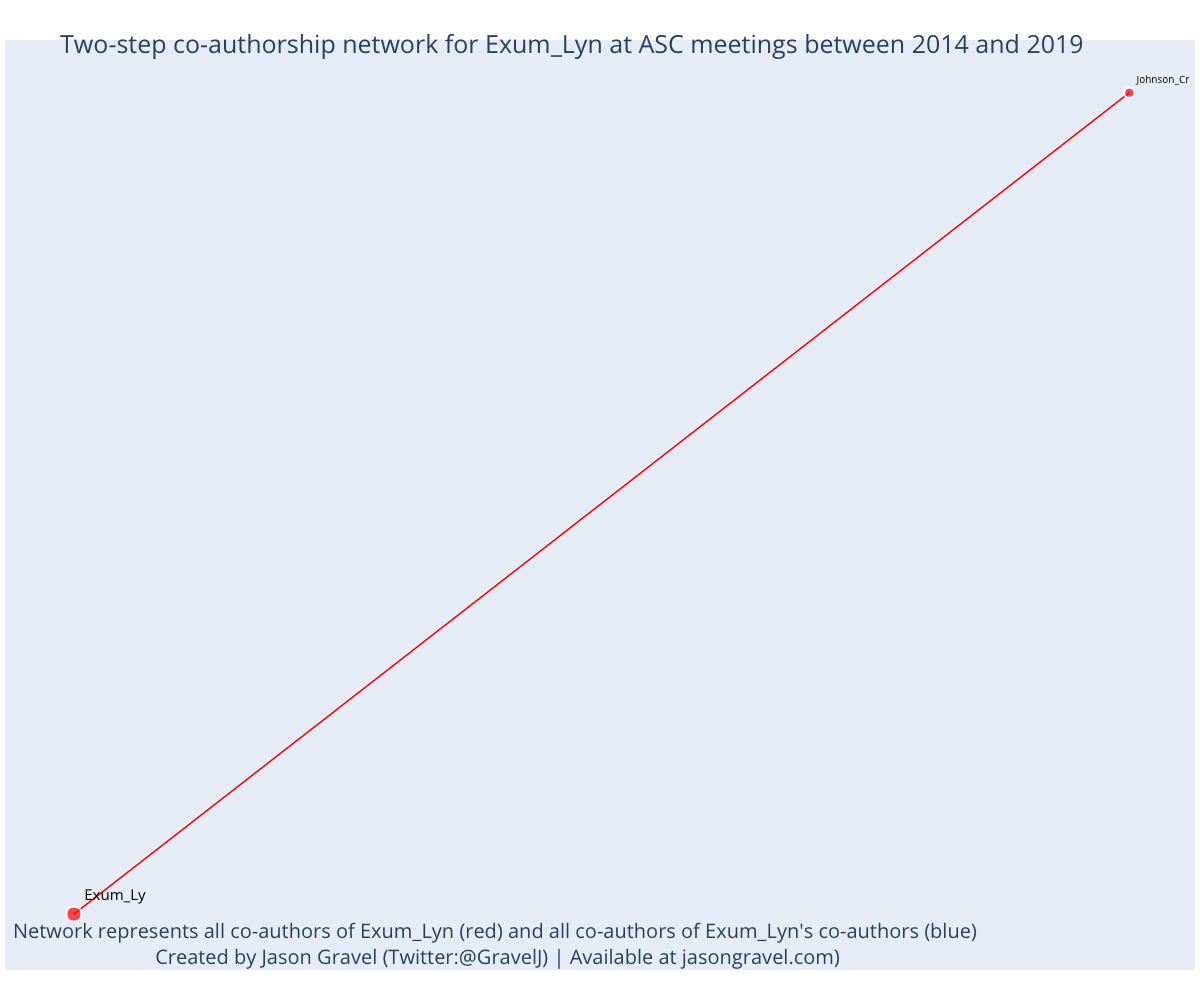 Two-step co-authorship network for Exum_Lyn at ASC meetings between 2014 and 2019
Johnson_Cr
Exum_Ly
Network represents all co-authors of Exum_Lyn (red) and all co-authors of Exum_Lyn's co-authors (blue)
Created by Jason Gravel (Twitter:@GravelJ) | Available at jasongravel.com)